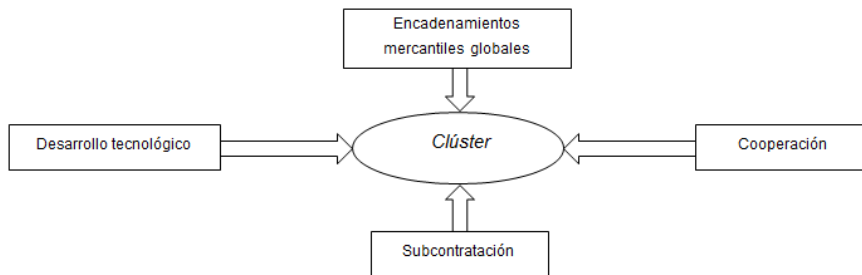 Encadenamientos
mercantiles globales
Desarrollo tecnológico
Clúster
Cooperación
Subcontratación